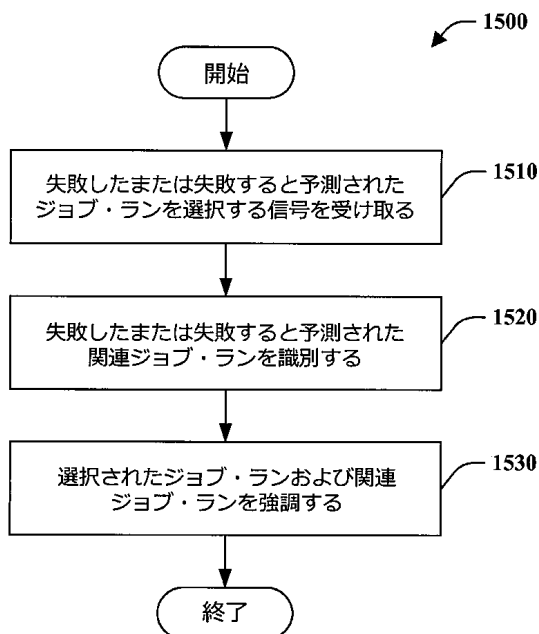 1500
開始
失敗したまたは失敗すると予測された
ジョブ・ランを選択する信号を受け取る
1510
失敗したまたは失敗すると予測された
関連ジョブ・ランを識別する
1520
選択されたジョブ・ランおよび関連
ジョブ・ランを強調する
1530
終了